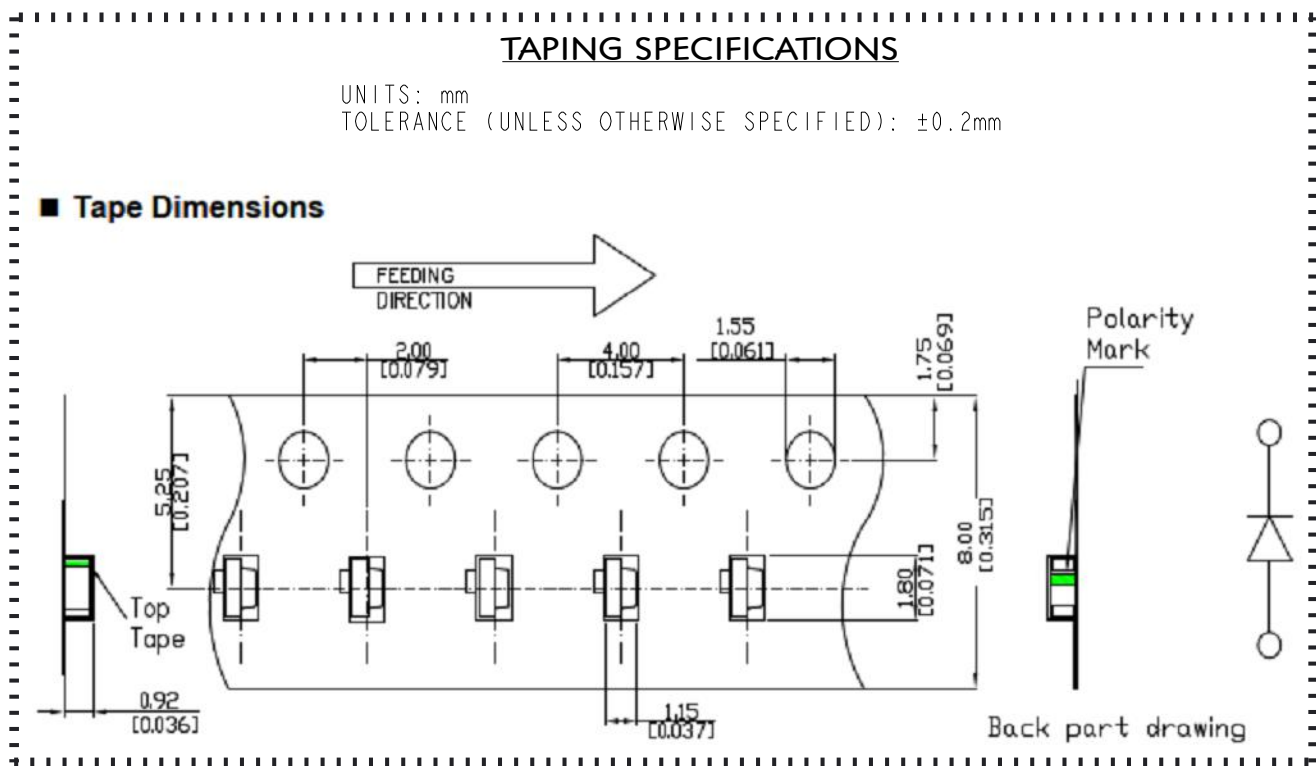 TAPING SPECIFICATIONS
UNITS: mm
TOLERANCE (UNLESS OTHERWISE SPECIFIED): ±0.2mm
■ Tape Dimensions
FEEDING
DIRECTION
2.00
[0.079]
4.00
[0.157]
1.55
[0.061]
1.75
[0.069]
Polarity
Mark
5.25
[0.207]
8.00
[0.315]
1.80
[0.071]
Top
Tape
0.92
[0.036]
1.15
[0.037]
Back part drawing